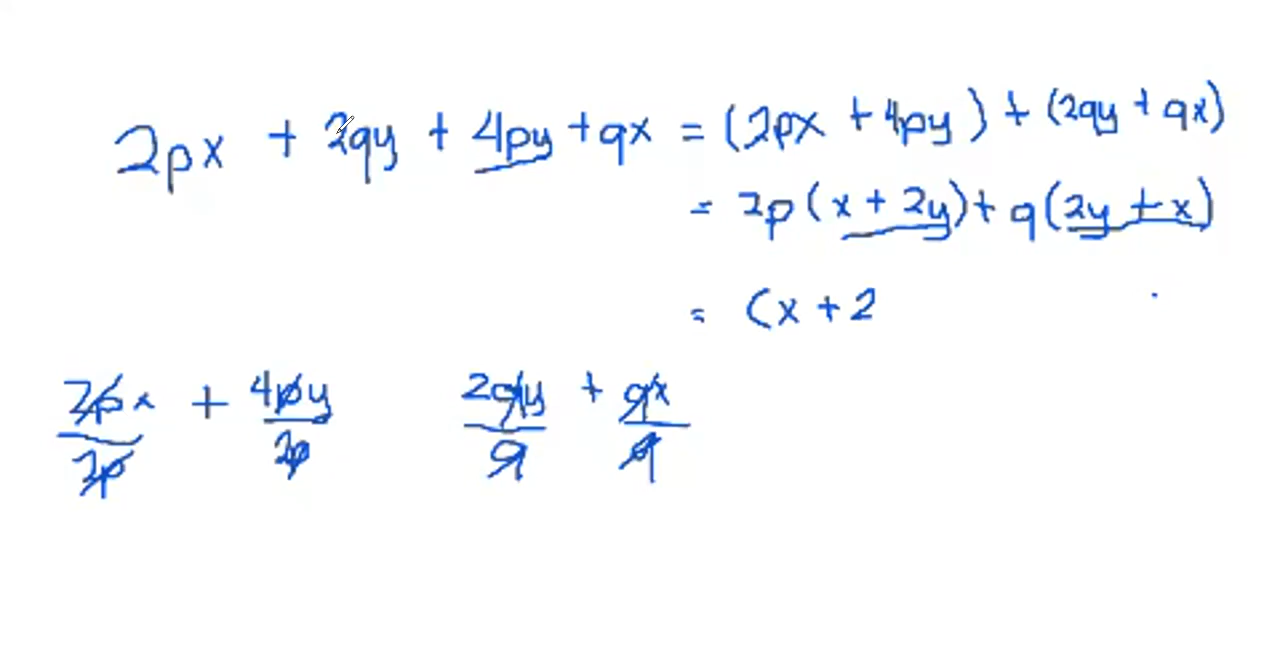 2px + 2qy + 4py + qx = (2px + 4py) + (2qy + qx)
= 2p(x + 2y) + q(2y + x)
= (x + 2
2px + 4py 2qy + qx
2p 2p q q